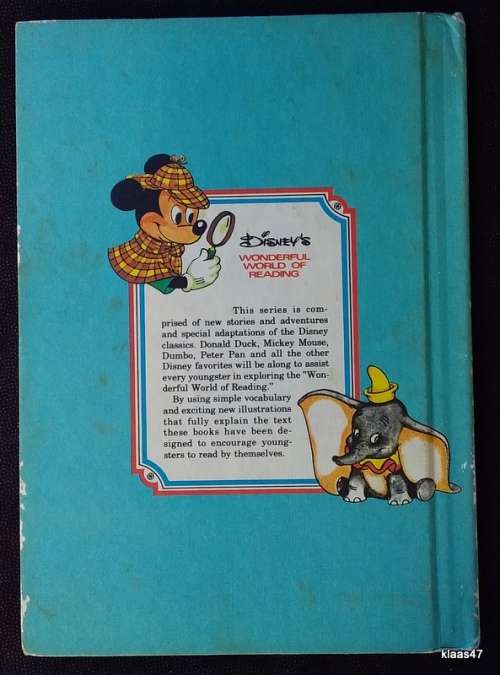 DISNEY'S
WONDERFUL
WORLD OF
READING
This series is com-
prised of new stories and adventures
and special adaptations of the Disney
classics. Donald Duck, Mickey Mouse,
Dumbo, Peter Pan and all the other
Disney favorites will be along to assist
every youngster in exploring the "Won-
derful World of Reading."
By using simple vocabulary
and exciting new illustrations
that fully explain the text
these books have been de-
signed to encourage young-
sters to read by themselves.
klaas47